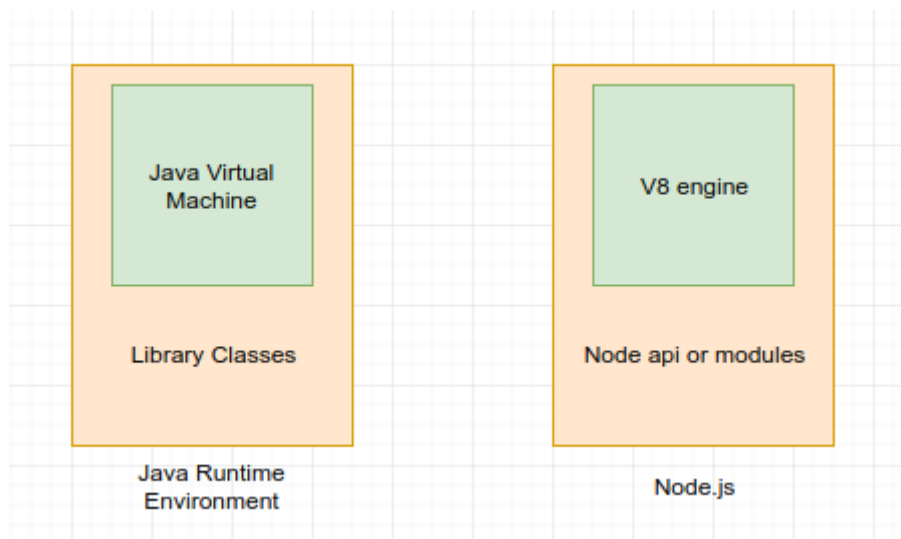 Java Virtual
Machine
Library Classes
Java Runtime
Environment
V8 engine
Node api or modules
Node.js